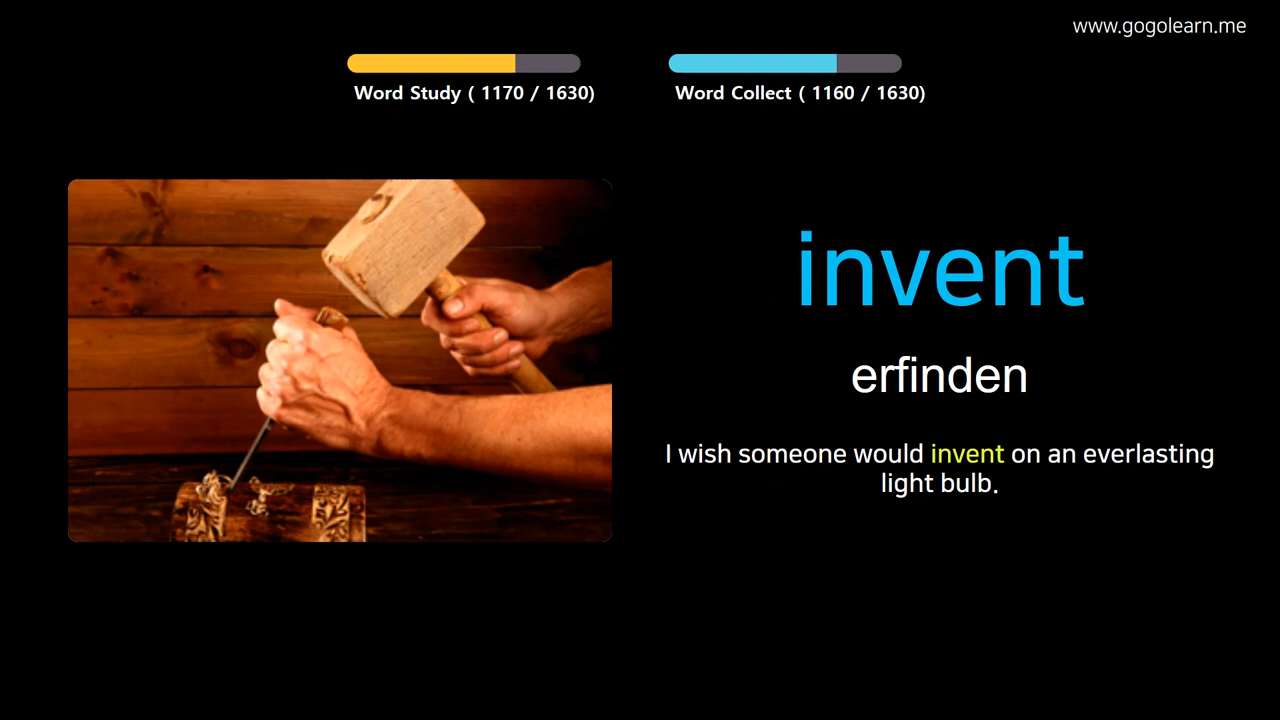 www.gogolearn.me
Word Study ( 1170 / 1630)
Word Collect ( 1160 / 1630)
invent
erfinden
I wish someone would invent on an everlasting
light bulb.